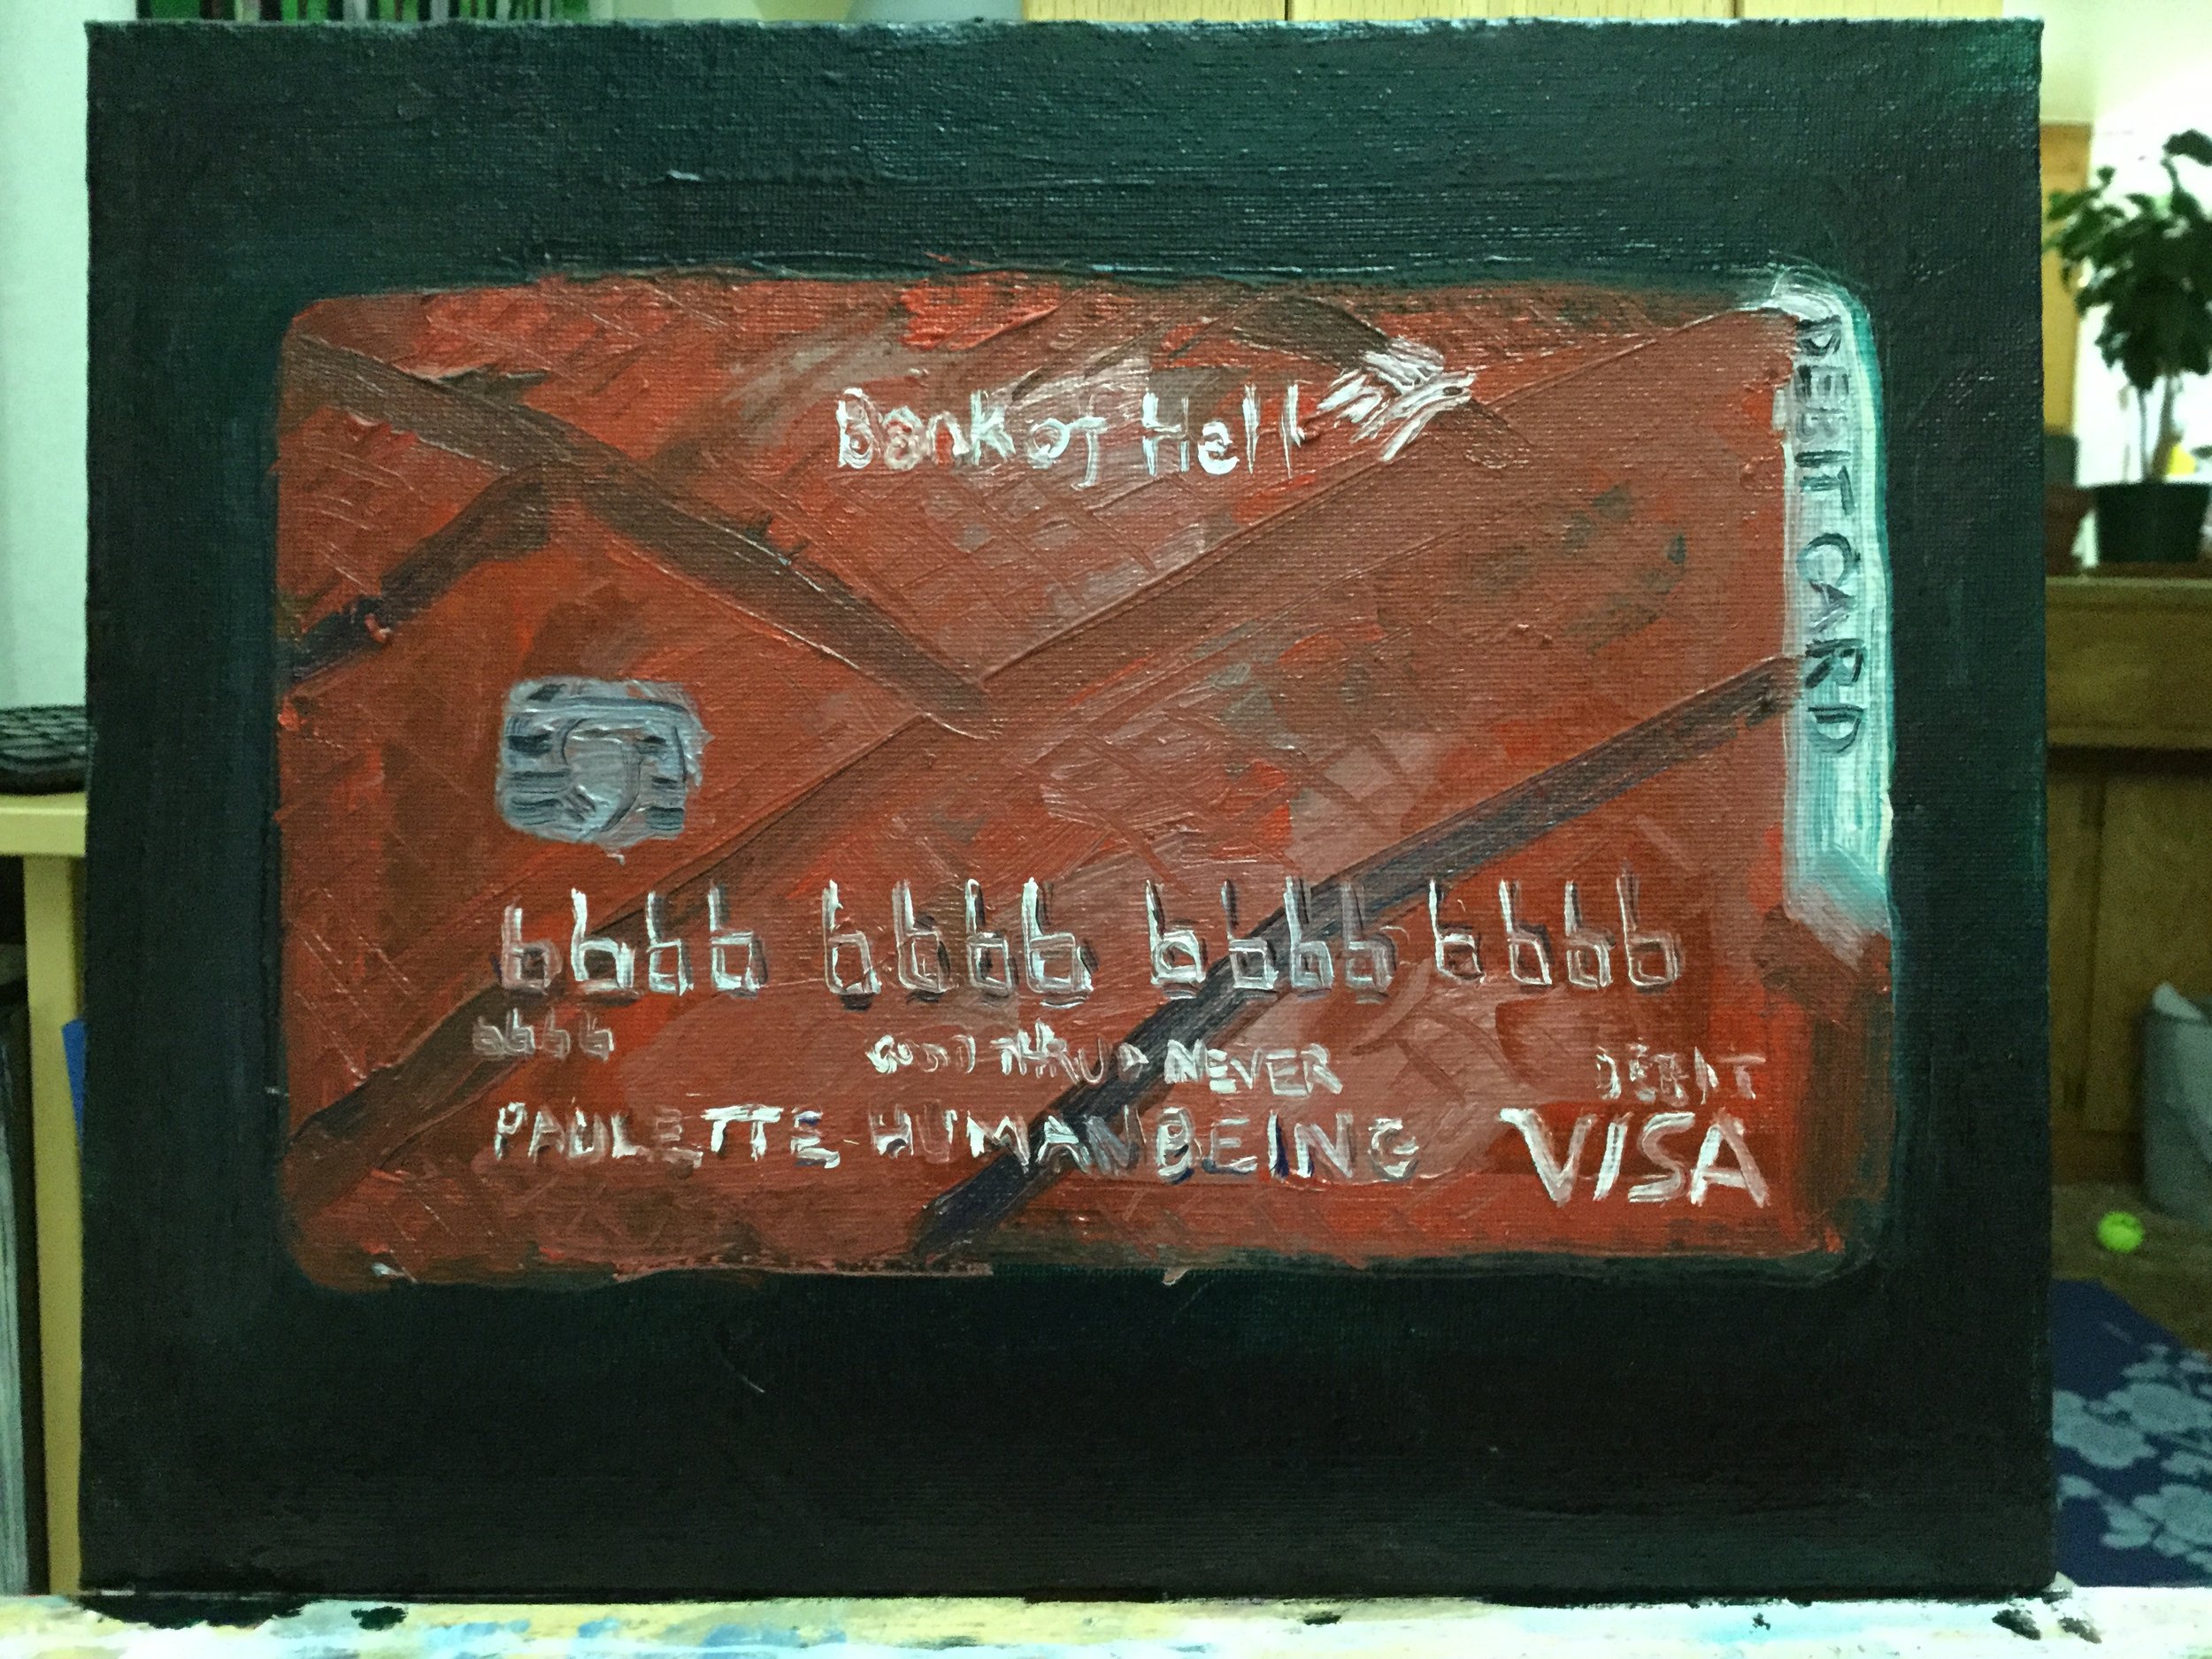 Bank of Hell
DEBIT CARD
6666 6666 6666 6666
6666
GOOD THRU NEVER
DEBIT
PAULETTE HUMAN BEING
VISA